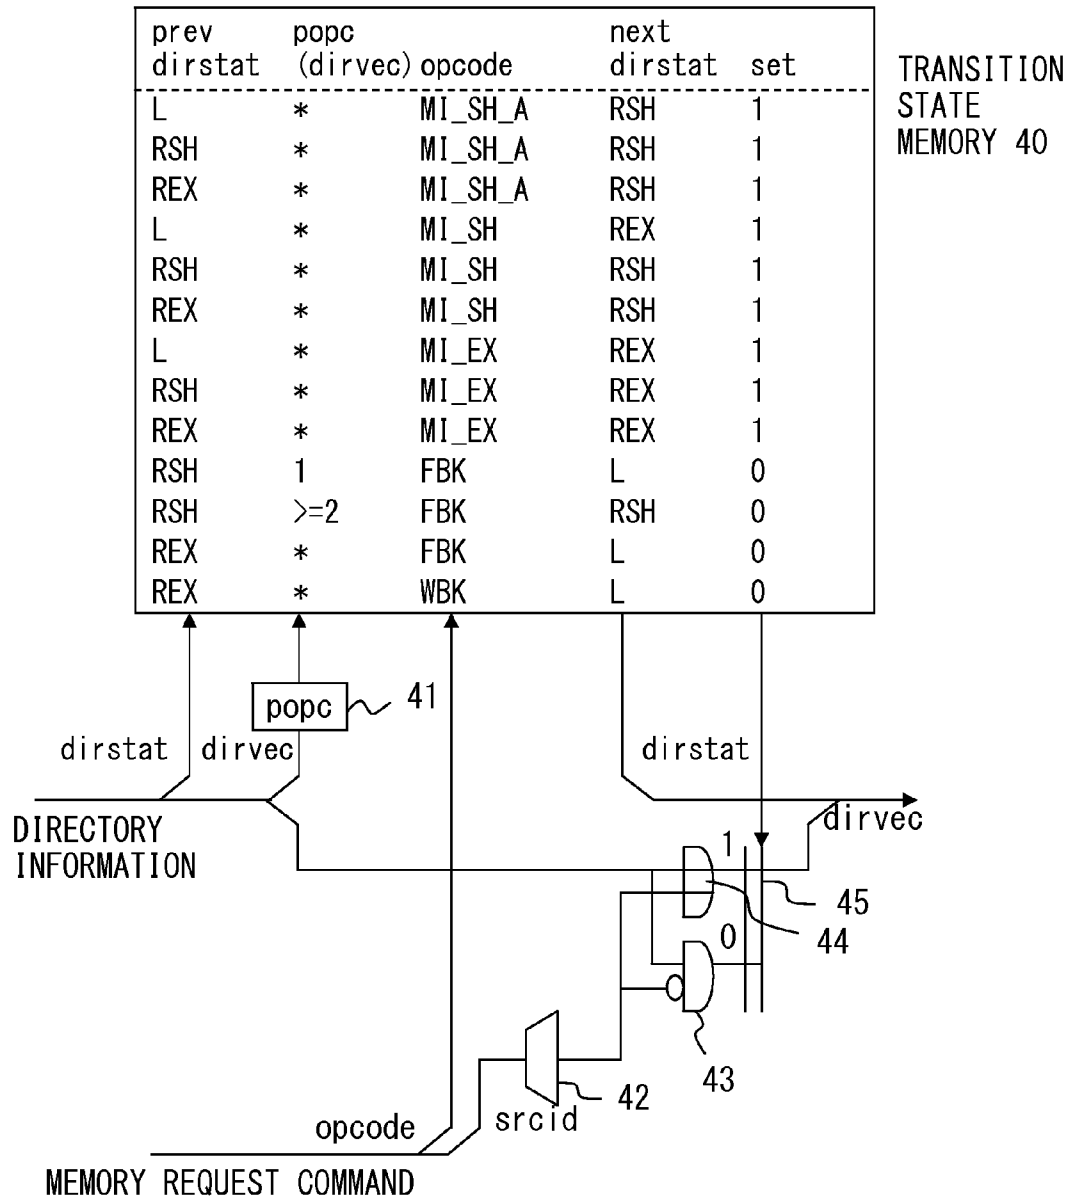 prev popc next
dirstat (dirvec) opcode dirstat set
L * MI_SH_A RSH 1
RSH * MI_SH_A RSH 1
REX * MI_SH_A RSH 1
L * MI_SH REX 1
RSH * MI_SH RSH 1
REX * MI_SH RSH 1
L * MI_EX REX 1
RSH * MI_EX REX 1
REX * MI_EX REX 1
RSH 1 FBK L 0
RSH >=2 FBK RSH 0
REX * FBK L 0
REX * WBK L 0
TRANSITION
STATE
MEMORY 40
popc 41
dirstat dirvec dirstat
DIRECTORY
INFORMATION
dirvec
1
45
0
44
43
42
srcid
opcode
MEMORY REQUEST COMMAND